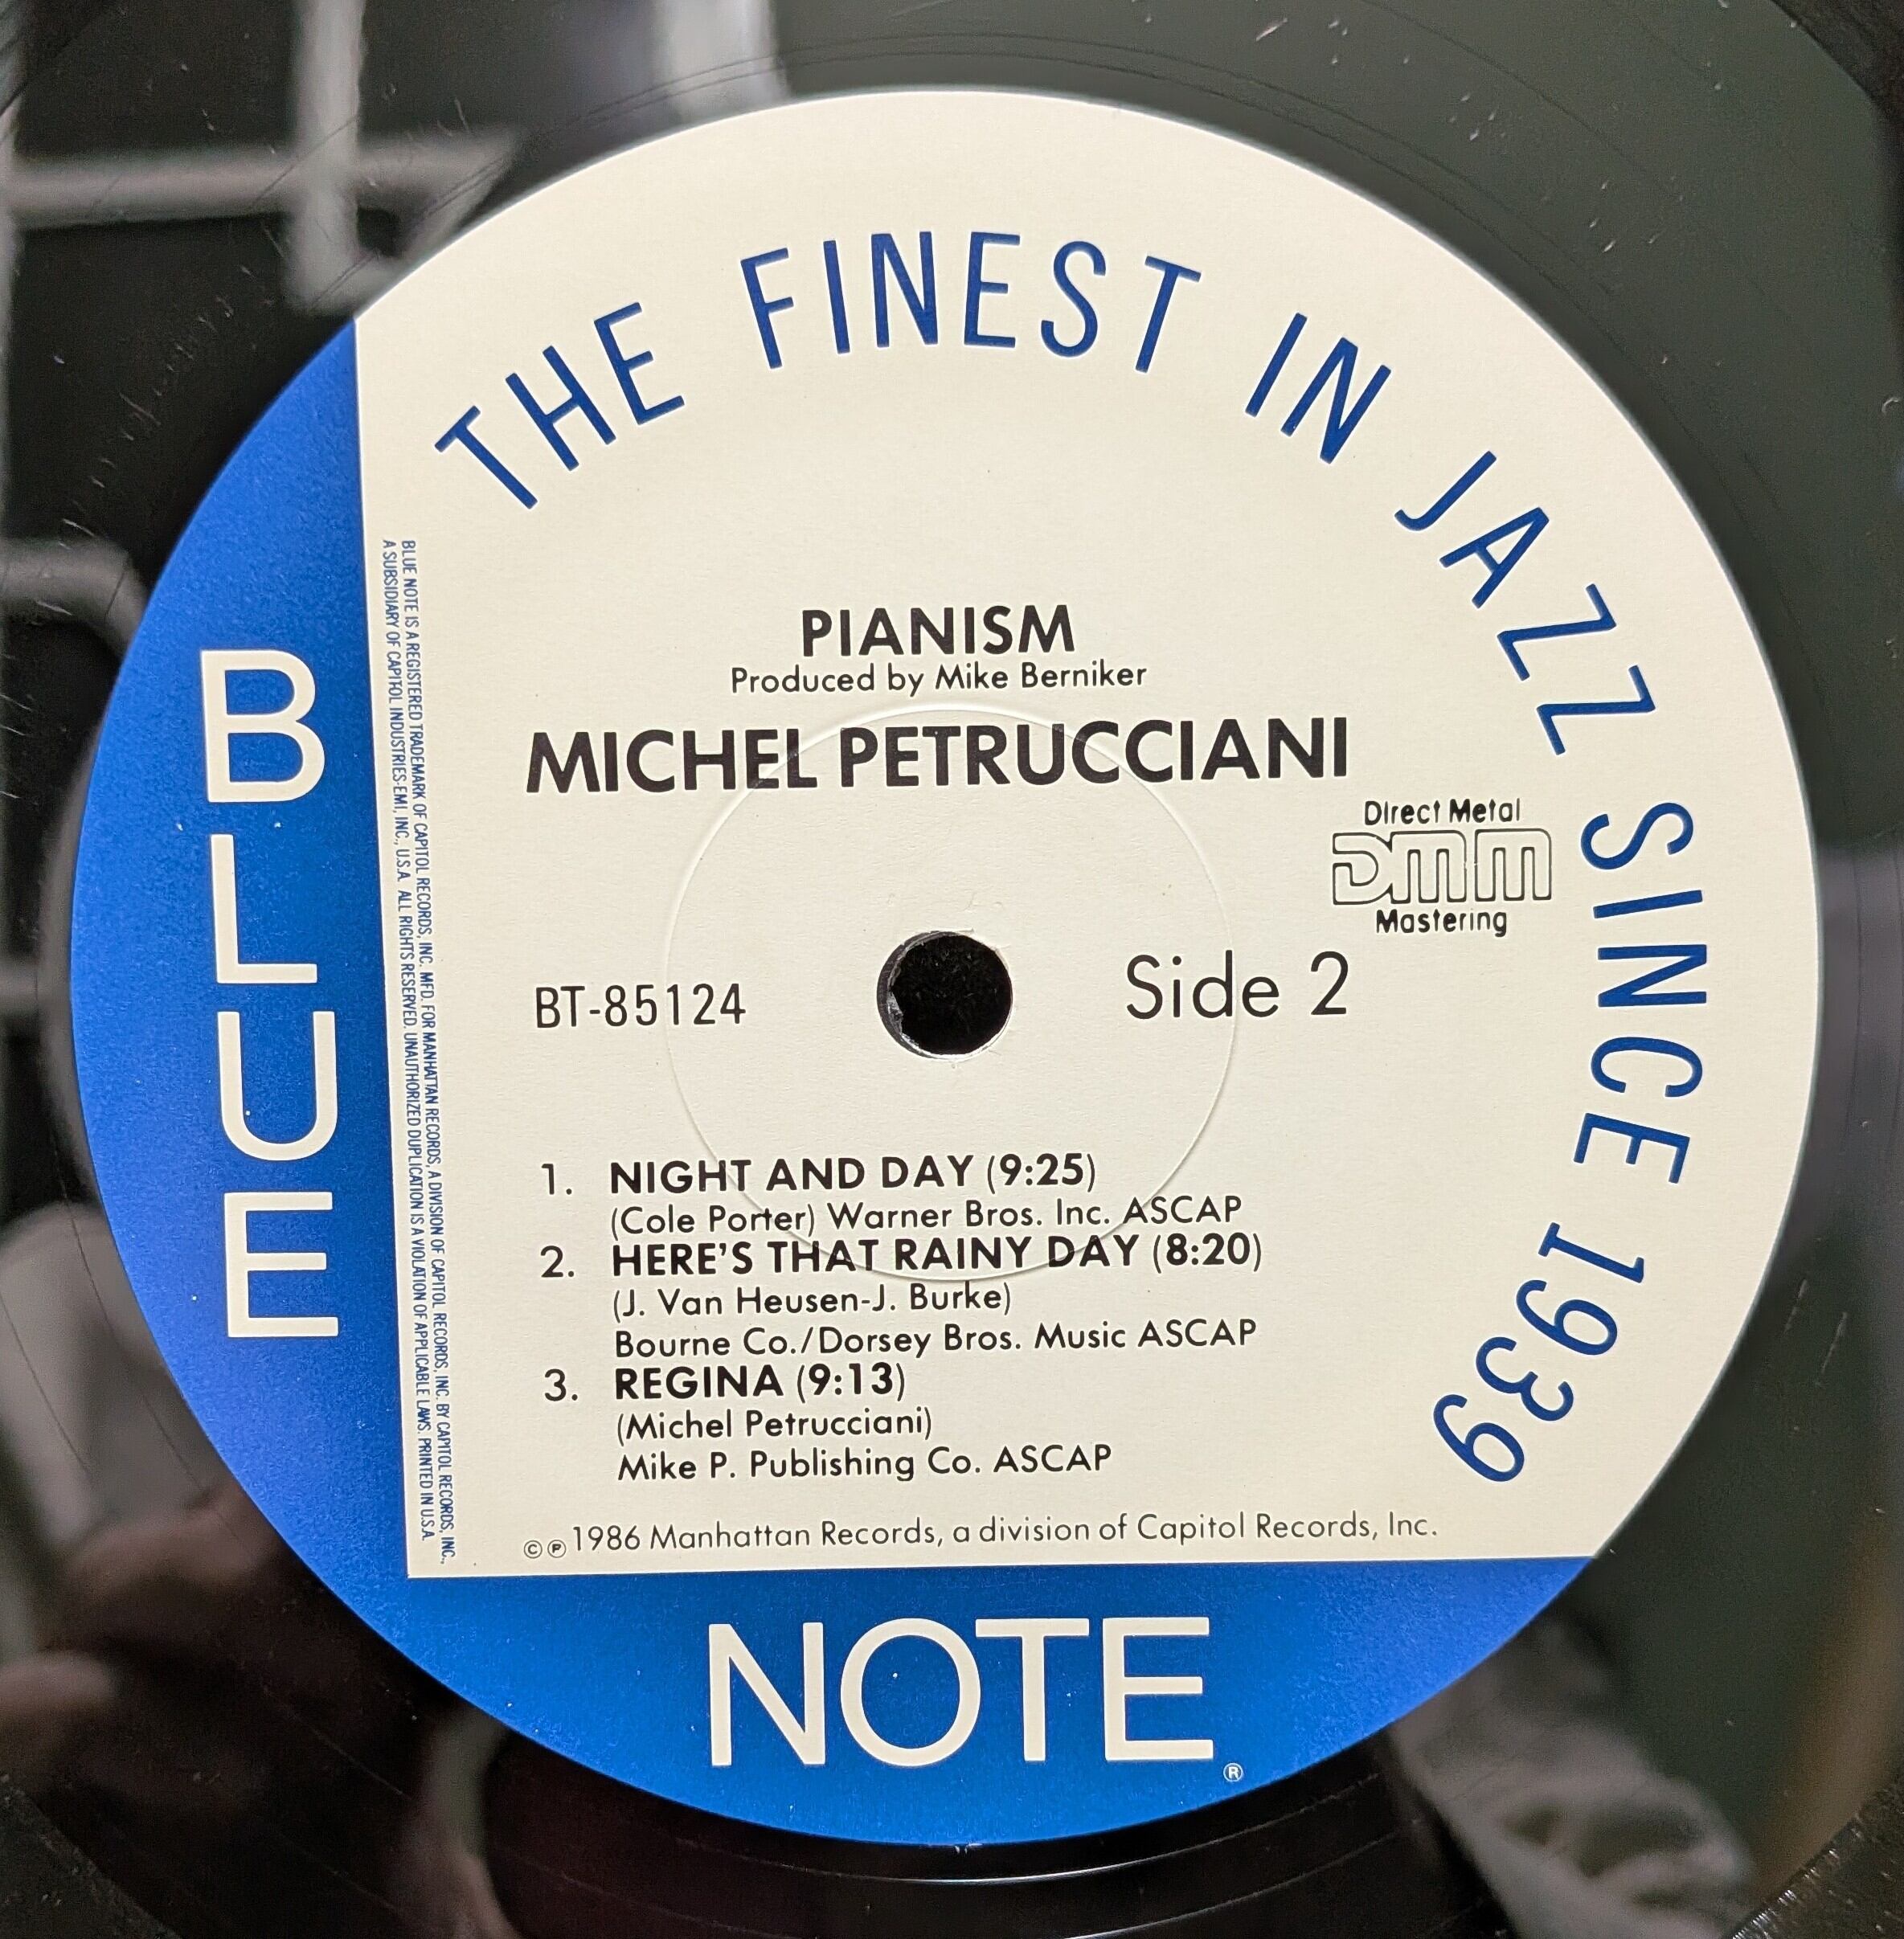 THE FINEST IN JAZZ SINCE 1939
BLUE
BLUE NOTE IS A REGISTERED TRADEMARK OF CAPITOL RECORDS, INC. MFD. FOR MANHATTAN RECORDS, A DIVISION OF CAPITOL RECORDS, INC. BY CAPITOL RECORDS, INC.,
A SUBSIDIARY OF CAPITOL INDUSTRIES-EMI, INC., U.S.A. ALL RIGHTS RESERVED. UNAUTHORIZED DUPLICATION IS A VIOLATION OF APPLICABLE LAWS. PRINTED IN U.S.A.
PIANISM
Produced by Mike Berniker
MICHEL PETRUCCIANI
Direct Metal
DMM
Mastering
BT-85124
Side 2
1. NIGHT AND DAY (9:25)
(Cole Porter) Warner Bros. Inc. ASCAP
2. HERE'S THAT RAINY DAY (8:20)
(J. Van Heusen-J. Burke)
Bourne Co./Dorsey Bros. Music ASCAP
3. REGINA (9:13)
(Michel Petrucciani)
Mike P. Publishing Co. ASCAP
©℗1986 Manhattan Records, a division of Capitol Records, Inc.
NOTE®